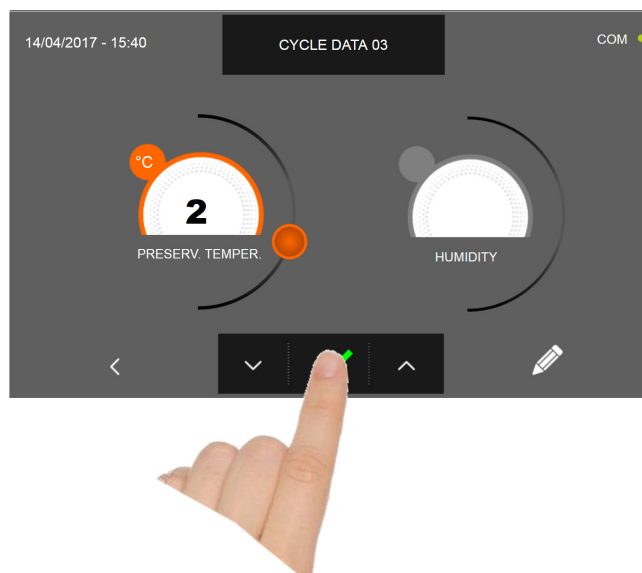 14/04/2017 - 15:40
CYCLE DATA 03
COM
°C
2
PRESERV. TEMPER.
HUMIDITY